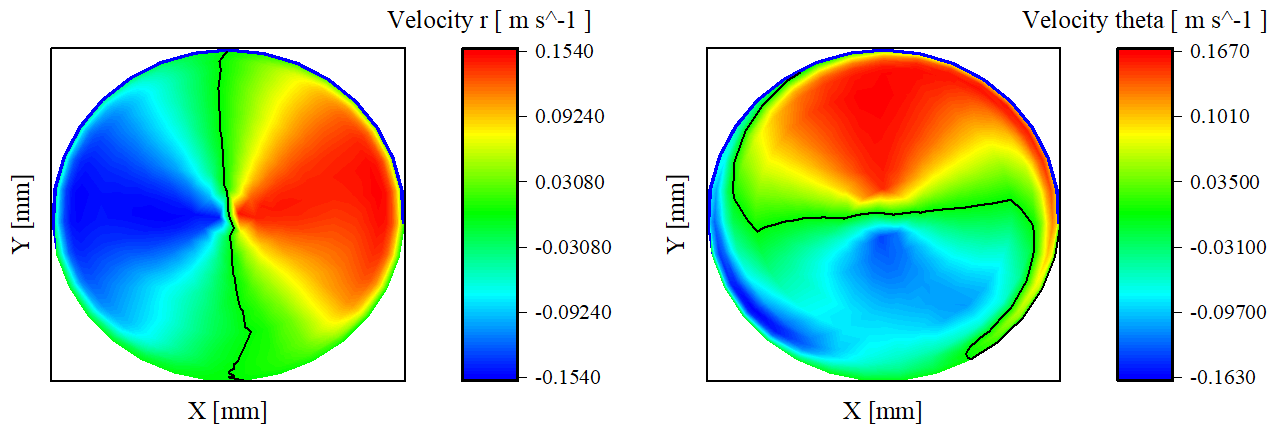 Velocity r [ m s^-1 ]
0.1540
0.09240
0.03080
-0.03080
-0.09240
-0.1540
Y [mm]
X [mm]
Velocity theta [ m s^-1 ]
0.1670
0.1010
0.03500
-0.03100
-0.09700
-0.1630
Y [mm]
X [mm]